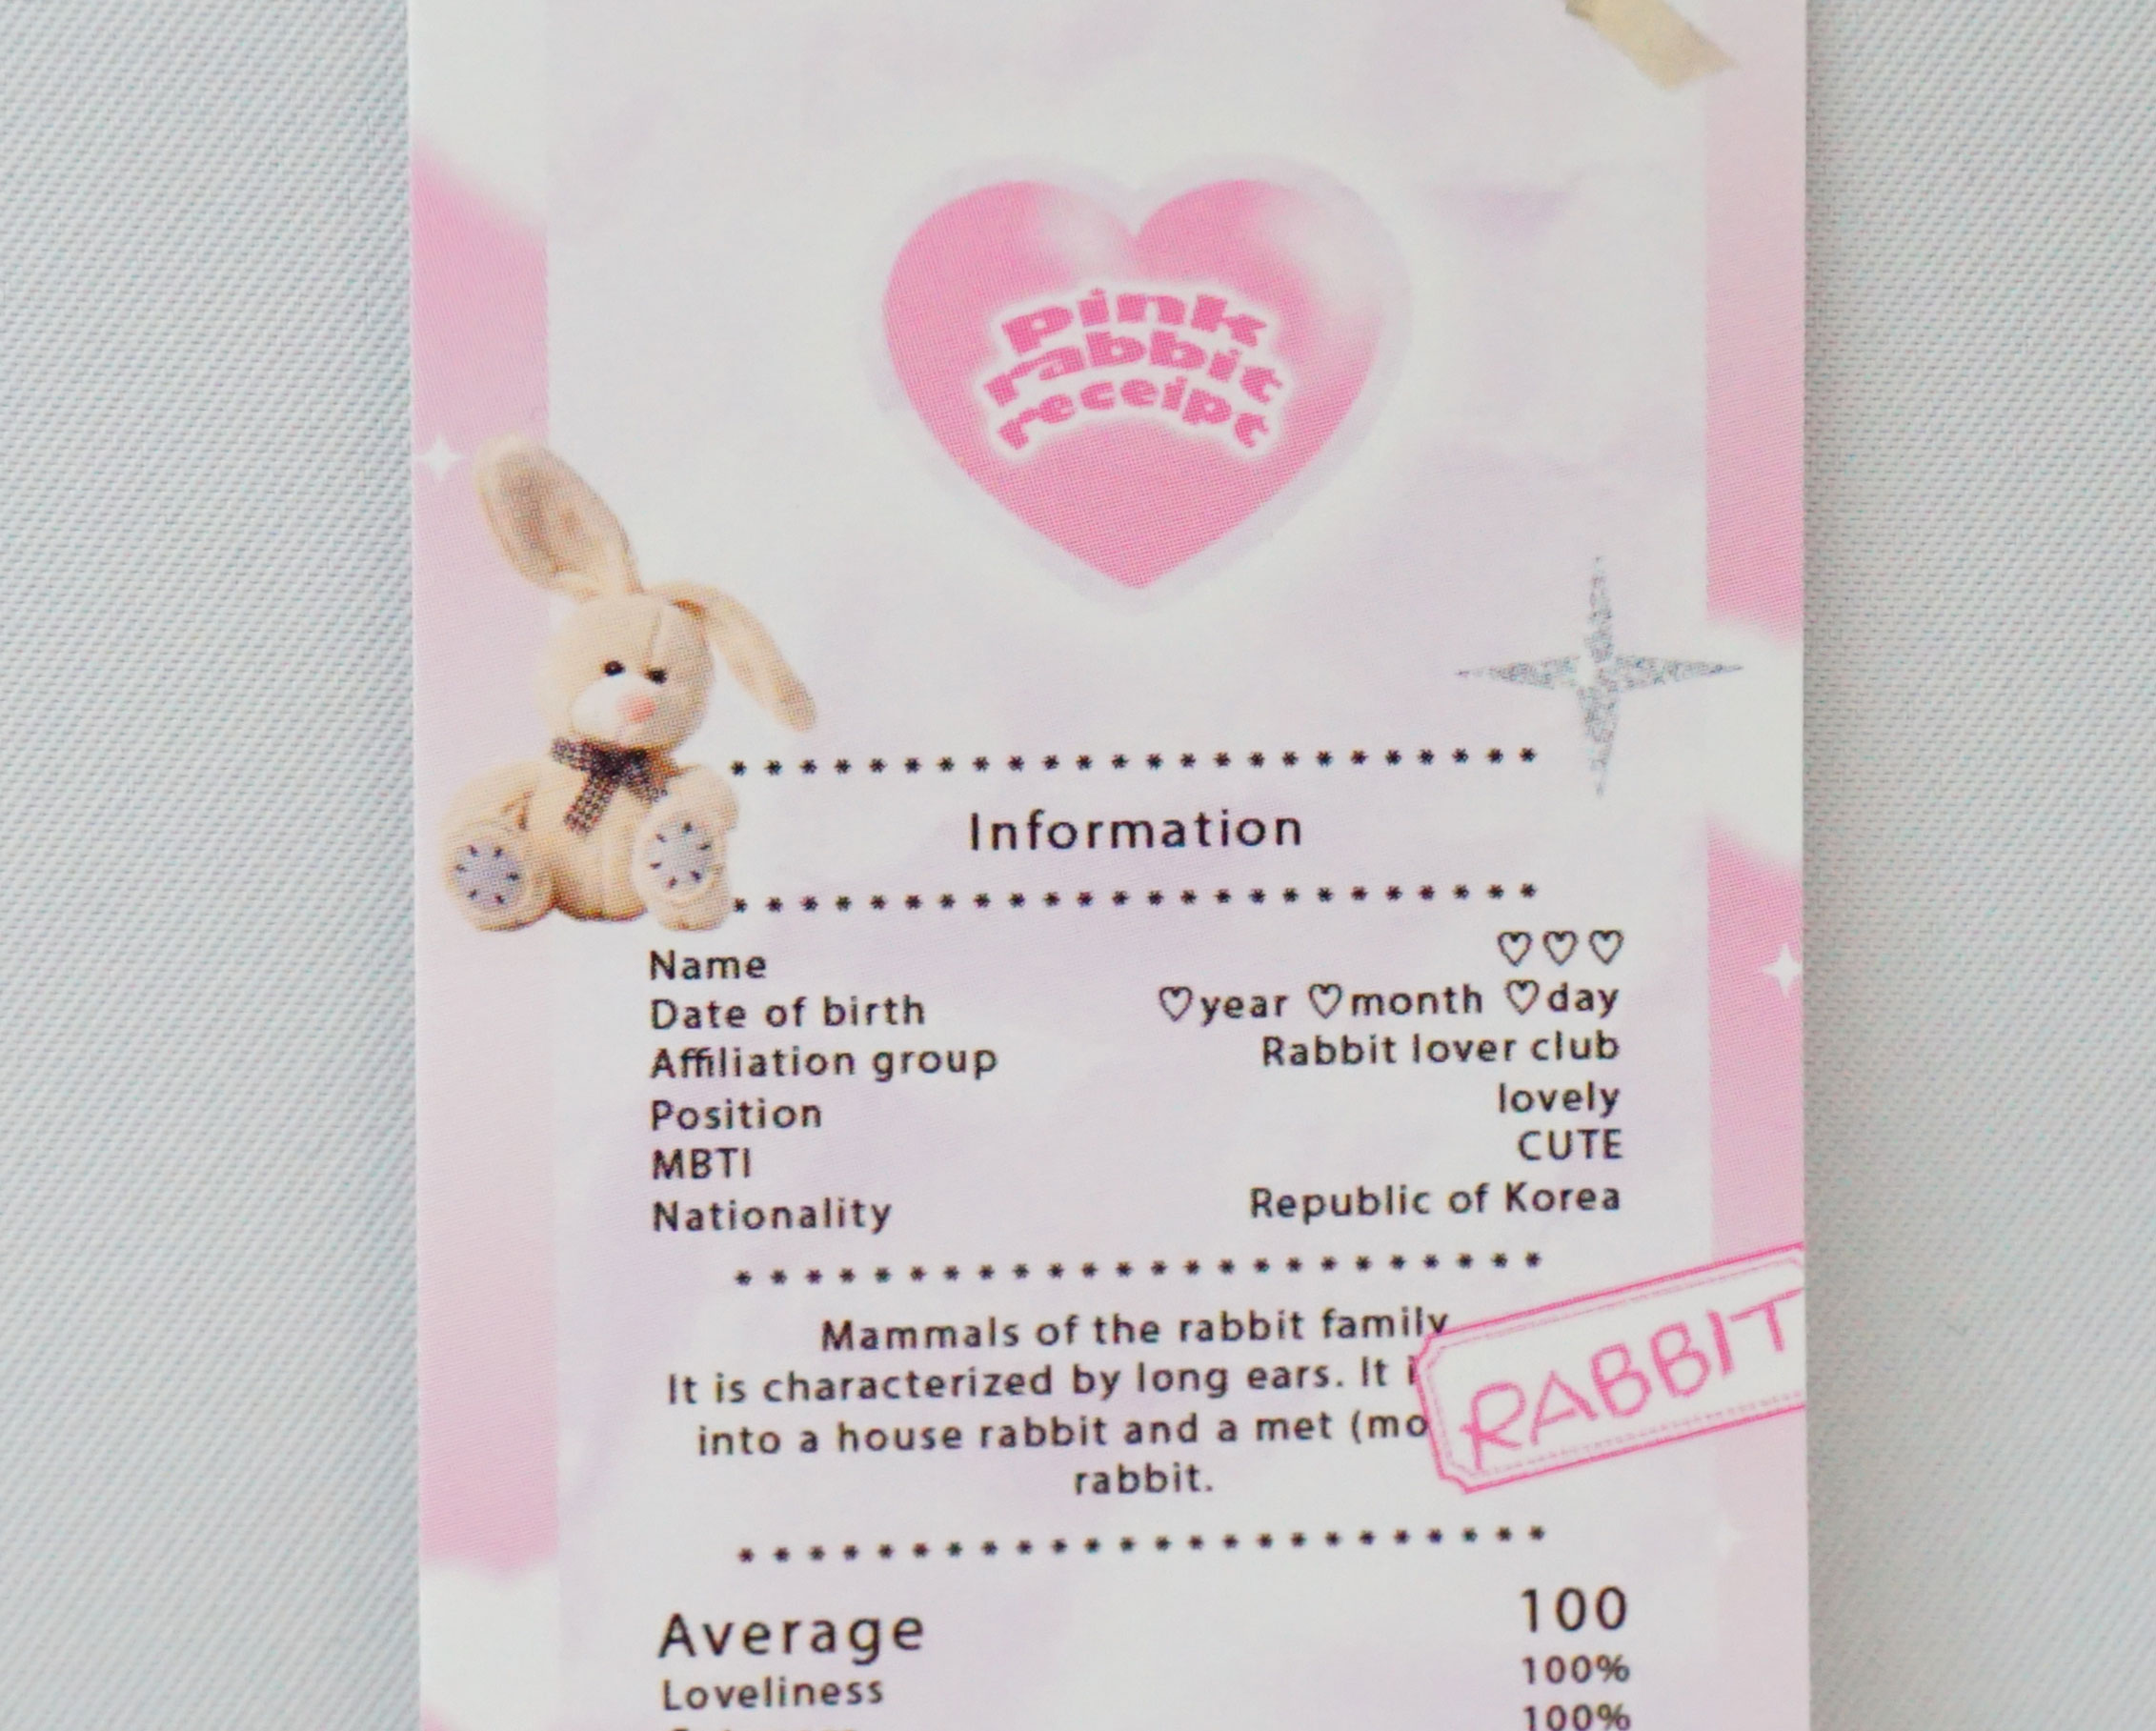 pink
rabbit
receipt
* * * * * * * * * * * * * * * * * * * * * * * *
Information
* * * * * * * * * * * * * * * * * * * * * * * *
Name ♡♡♡
Date of birth ♡year ♡month ♡day
Affiliation group Rabbit lover club
Position lovely
MBTI CUTE
Nationality Republic of Korea
* * * * * * * * * * * * * * * * * * * * * * * *
Mammals of the rabbit family
It is characterized by long ears. It
into a house rabbit and a met (mo
rabbit.
RABBIT
* * * * * * * * * * * * * * * * * * * * * * * *
Average 100
Loveliness 100%
100%